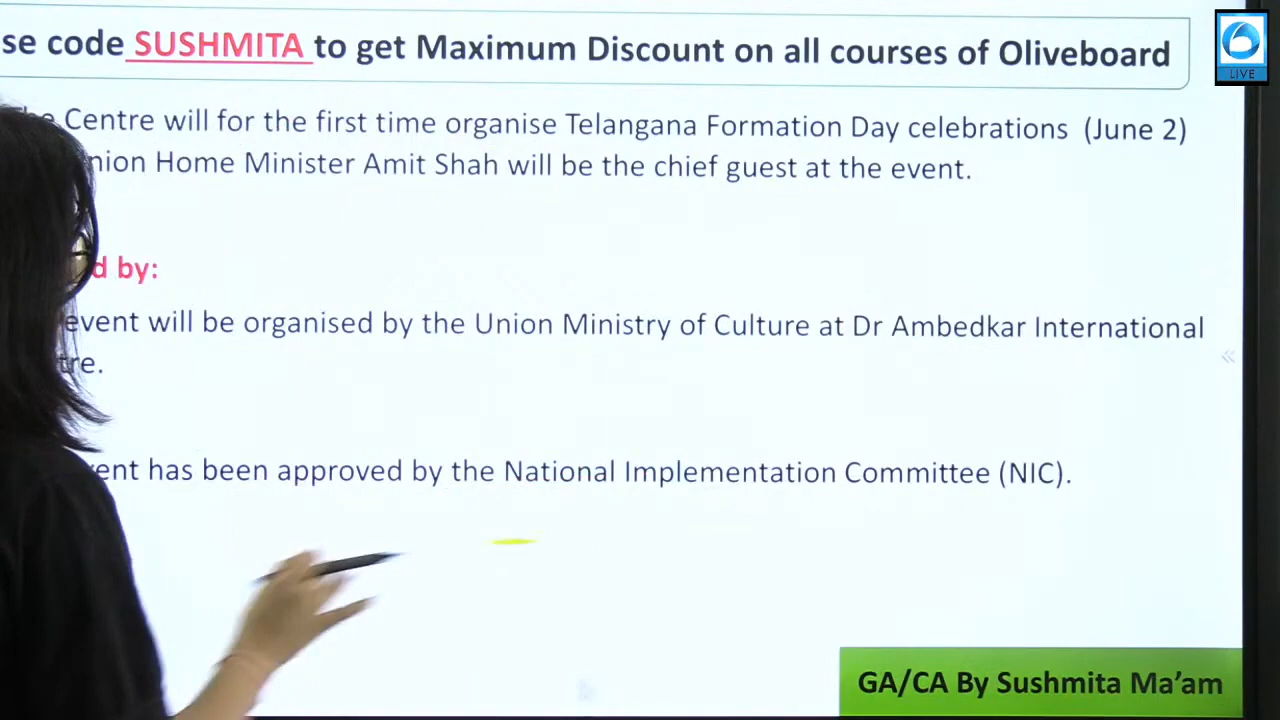 se code SUSHMITA to get Maximum Discount on all courses of Oliveboard
LIVE
Centre will for the first time organise Telangana Formation Day celebrations (June 2)
nion Home Minister Amit Shah will be the chief guest at the event.
d by:
event will be organised by the Union Ministry of Culture at Dr Ambedkar International
tre.
ent has been approved by the National Implementation Committee (NIC).
GA/CA By Sushmita Ma'am